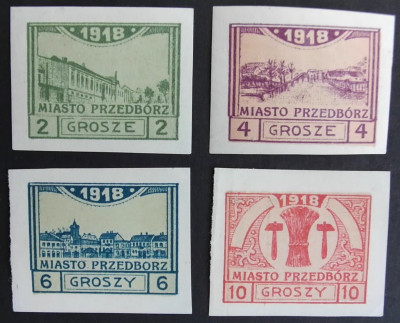 1918
MIASTO PRZEDBÓRZ
2 GROSZE 2
1918
MIASTO PRZEDBÓRZ
4 GROSZE 4
1918
MIASTO PRZEDBÓRZ
6 GROSZY 6
1918
MIASTO PRZEDBÓRZ
10 GROSZY 10